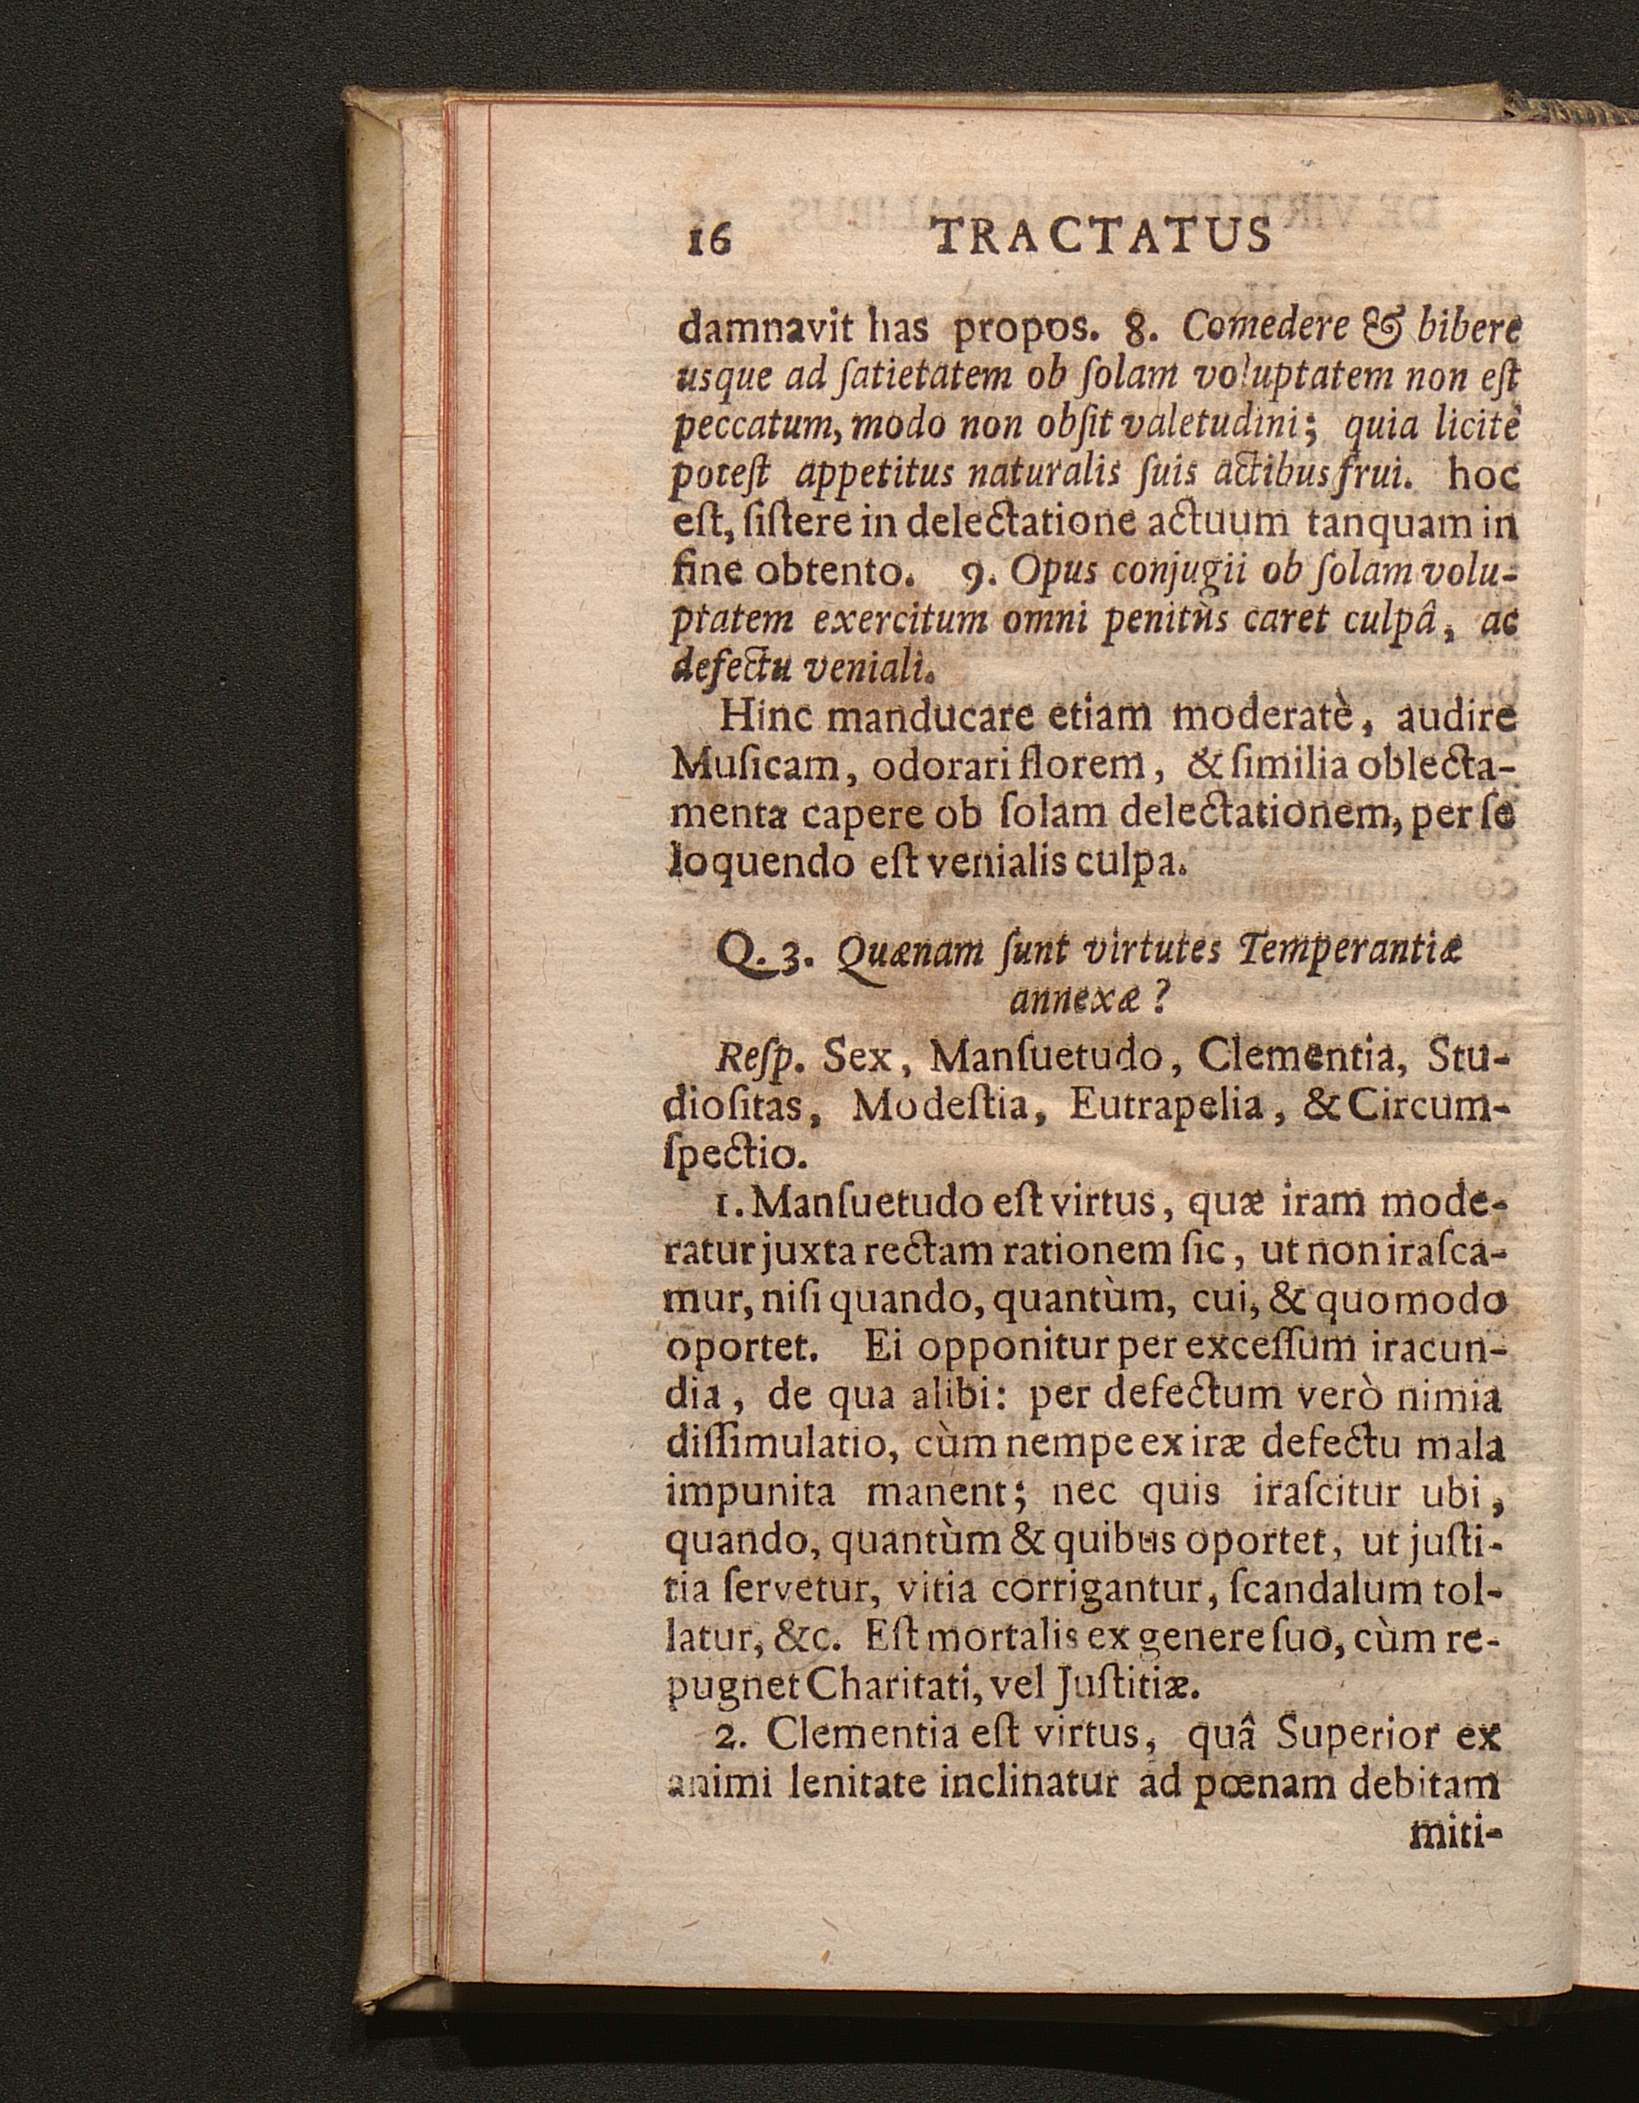 16 TRACTATUS
damnavit has propos. 8. Comedere & bibere
usque ad ſatietatem ob ſolam voluptatem non eſt
peccatum, modo non obſit valetudini; quia licitè
poteſt appetitus naturalis ſuis actibus frui. hoc
eſt, ſiſtere in delectatione actuum tanquam in
fine obtento. 9. Opus conjugii ob ſolam volu-
ptatem exercitum omni penitùs caret culpâ, ac
defectu veniali.
Hinc manducare etiam moderatè, audire
Muſicam, odorari florem, & ſimilia oblecta-
menta capere ob ſolam delectationem, per ſe
loquendo eſt venialis culpa.
Q. 3. Quænam ſunt virtutes Temperantiæ
annexæ?
Reſp. Sex, Manſuetudo, Clementia, Stu-
dioſitas, Modeſtia, Eutrapelia, & Circum-
ſpectio.
1. Manſuetudo eſt virtus, quæ iram mode-
ratur juxta rectam rationem ſic, ut non iraſca-
mur, niſi quando, quantùm, cui, & quomodo
oportet. Ei opponitur per exceſſum iracun-
dia, de qua alibi: per defectum verò nimia
diſſimulatio, cùm nempe ex iræ defectu mala
impunita manent; nec quis iraſcitur ubi,
quando, quantùm & quibus oportet, ut juſti-
tia ſervetur, vitia corrigantur, ſcandalum tol-
latur, &c. Eſt mortalis ex genere ſuo, cùm re-
pugnet Charitati, vel Juſtitiæ.
2. Clementia eſt virtus, quâ Superior ex
animi lenitate inclinatur ad pœnam debitam
miti-